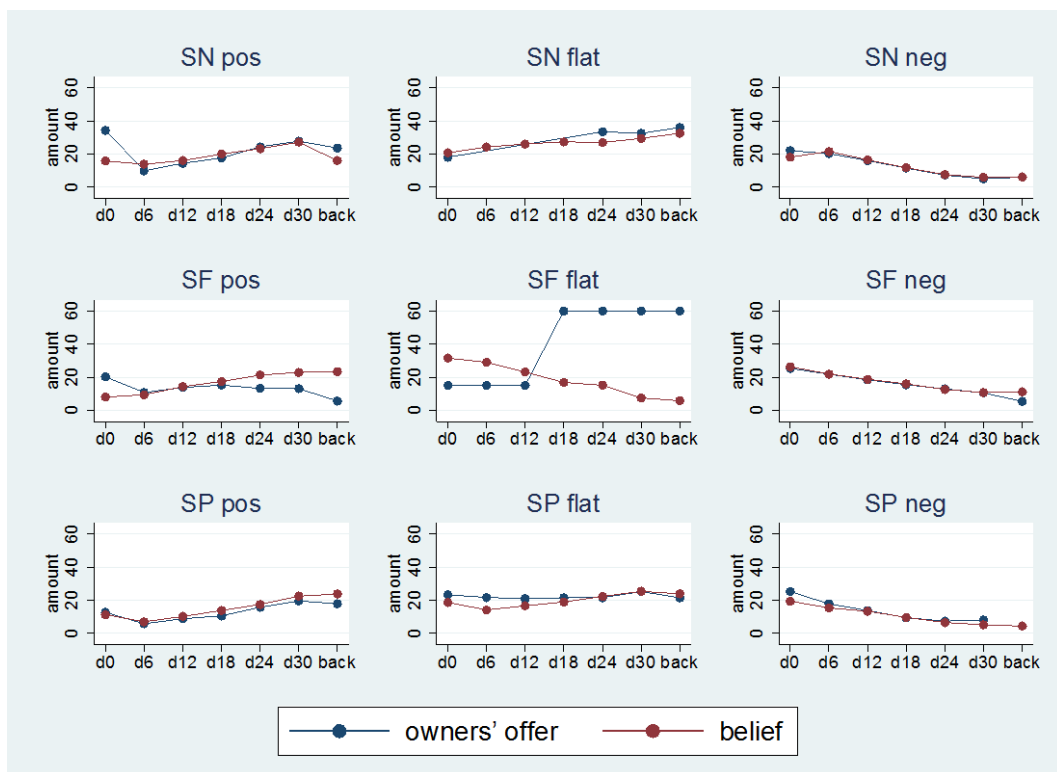 SN pos
SN flat
SN neg
amount
0 20 40 60
d0 d6 d12 d18 d24 d30 back
amount
0 20 40 60
d0 d6 d12 d18 d24 d30 back
amount
0 20 40 60
d0 d6 d12 d18 d24 d30 back
SF pos
SF flat
SF neg
amount
0 20 40 60
d0 d6 d12 d18 d24 d30 back
amount
0 20 40 60
d0 d6 d12 d18 d24 d30 back
amount
0 20 40 60
d0 d6 d12 d18 d24 d30 back
SP pos
SP flat
SP neg
amount
0 20 40 60
d0 d6 d12 d18 d24 d30 back
amount
0 20 40 60
d0 d6 d12 d18 d24 d30 back
amount
0 20 40 60
d0 d6 d12 d18 d24 d30 back
owners’ offer
belief